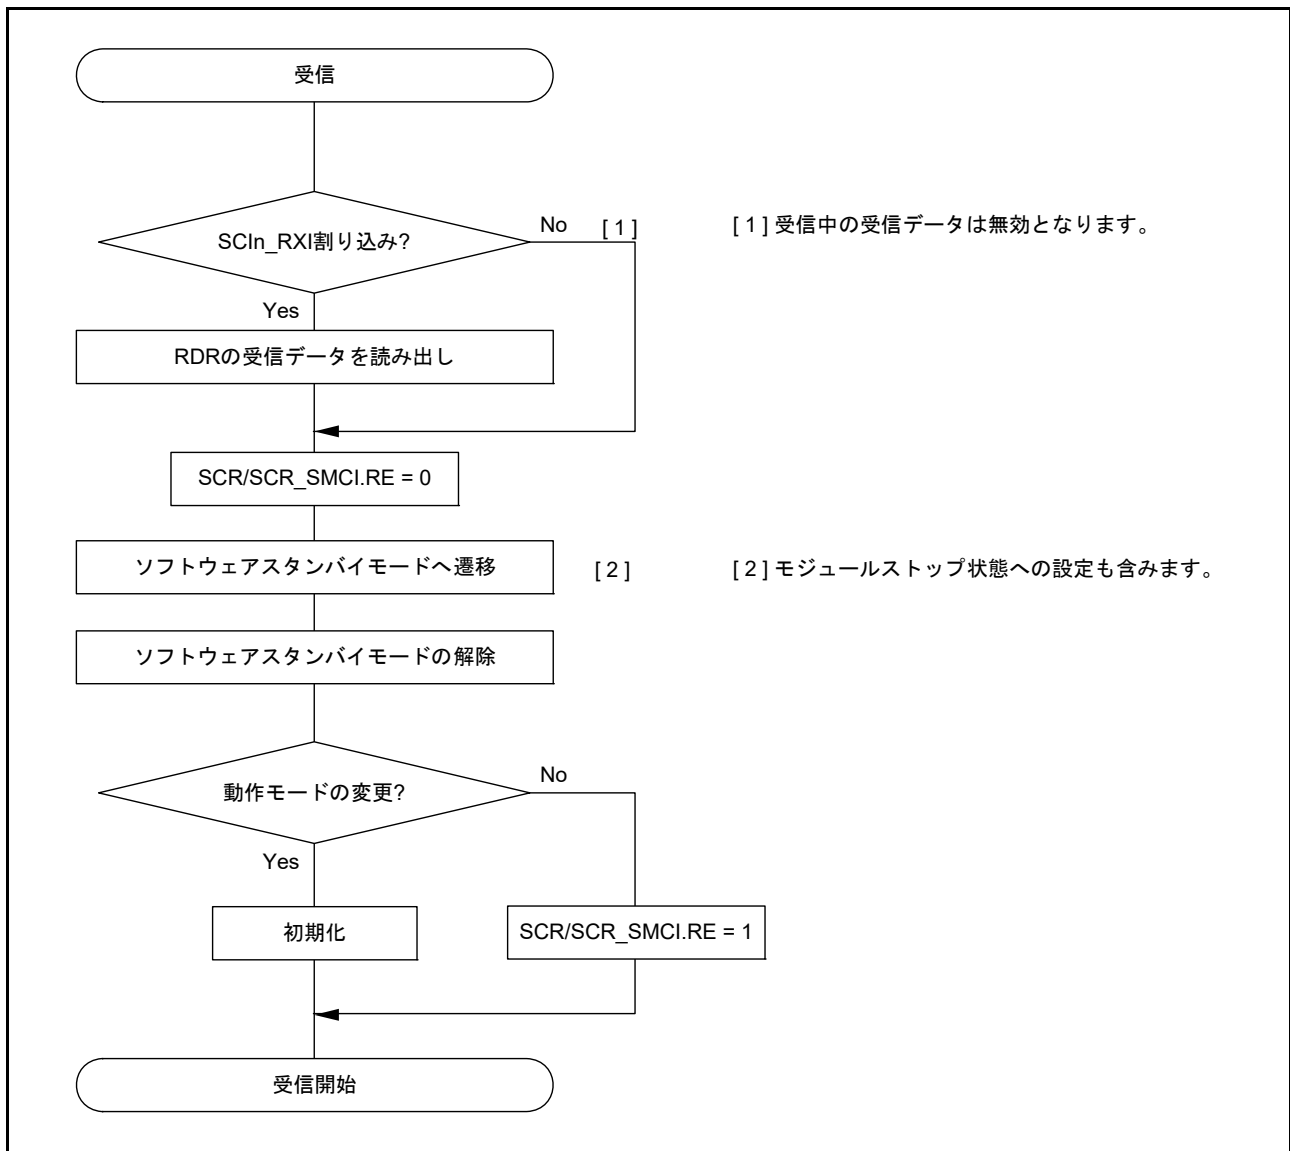 受信
SCIn_RXI割り込み?
No
[ 1 ]
[ 1 ] 受信中の受信データは無効となります。
Yes
RDRの受信データを読み出し
SCR/SCR_SMCI.RE = 0
ソフトウェアスタンバイモードへ遷移
[ 2 ]
[ 2 ] モジュールストップ状態への設定も含みます。
ソフトウェアスタンバイモードの解除
動作モードの変更?
No
Yes
初期化
SCR/SCR_SMCI.RE = 1
受信開始